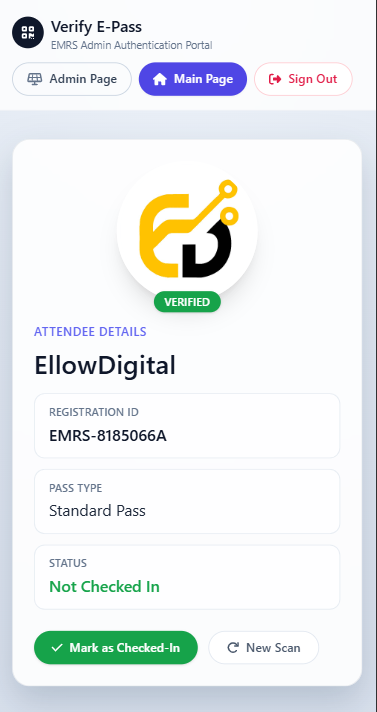 Verify E-Pass
EMRS Admin Authentication Portal
Admin Page
Main Page
Sign Out
ED
VERIFIED
ATTENDEE DETAILS
EllowDigital
REGISTRATION ID
EMRS-8185066A
PASS TYPE
Standard Pass
STATUS
Not Checked In
Mark as Checked-In
New Scan